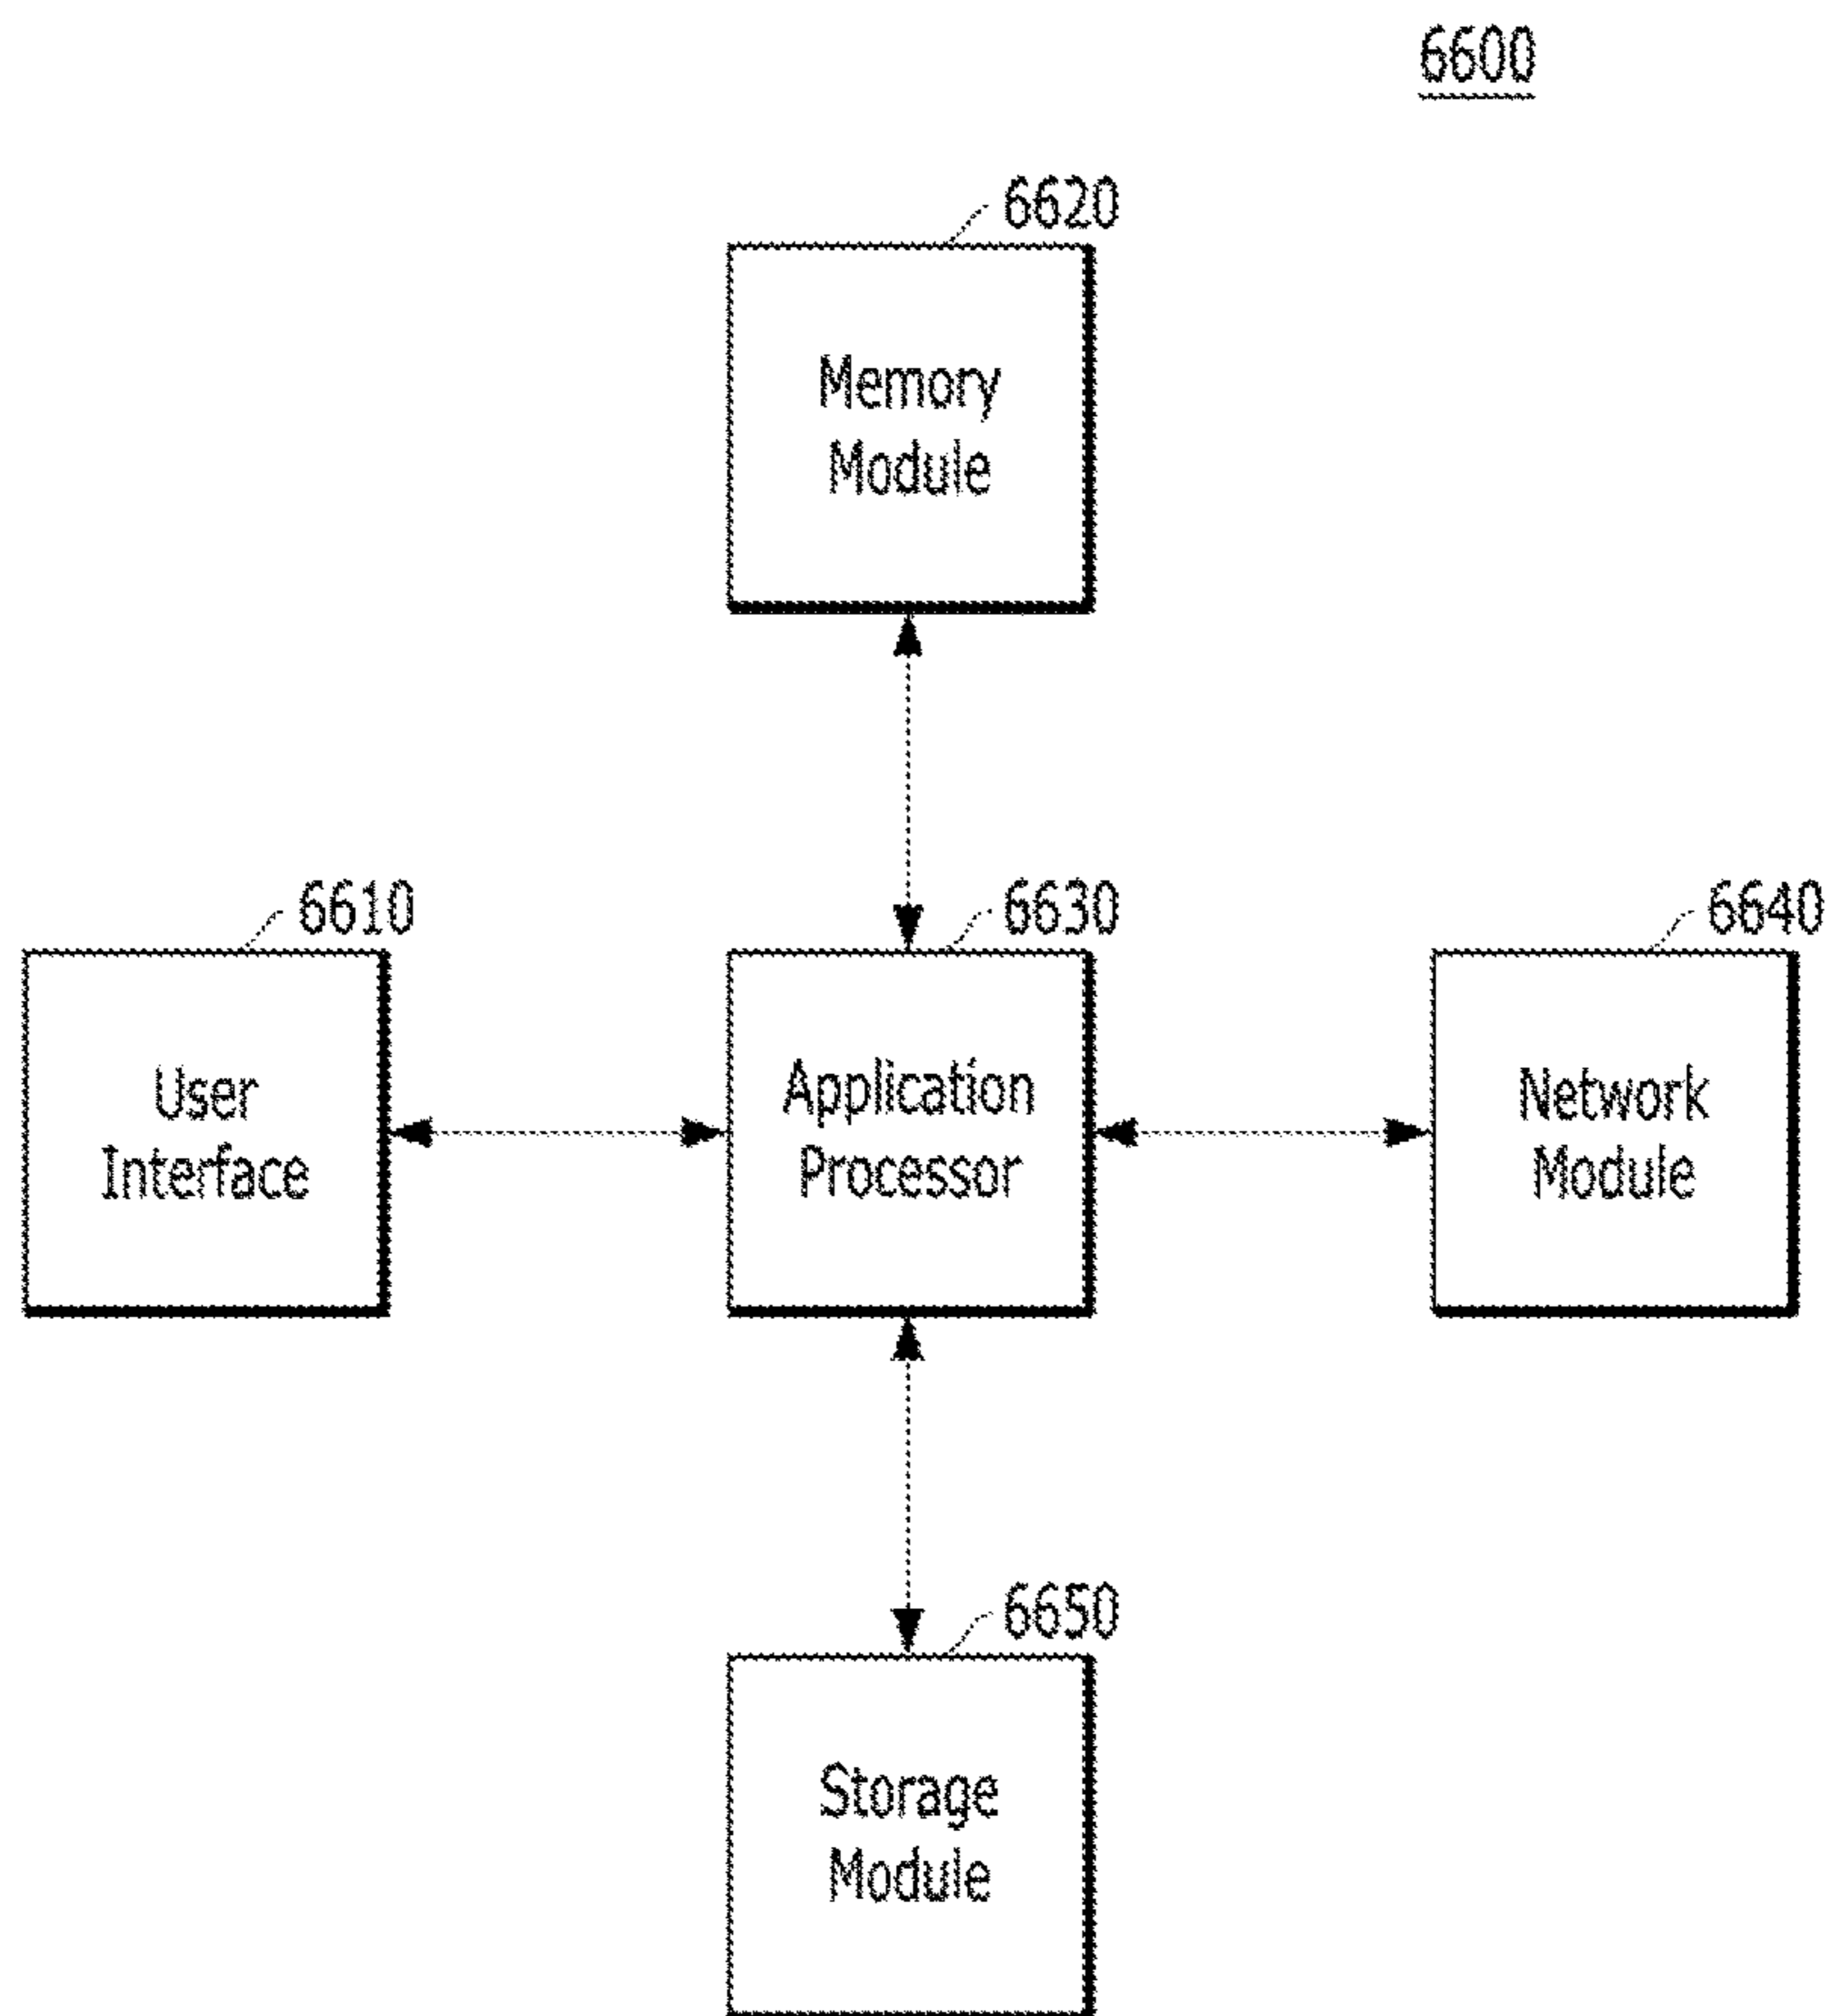 6600
6620
Memory
Module
6610
6630
6640
User
Interface
Application
Processor
Network
Module
6650
Storage
Module